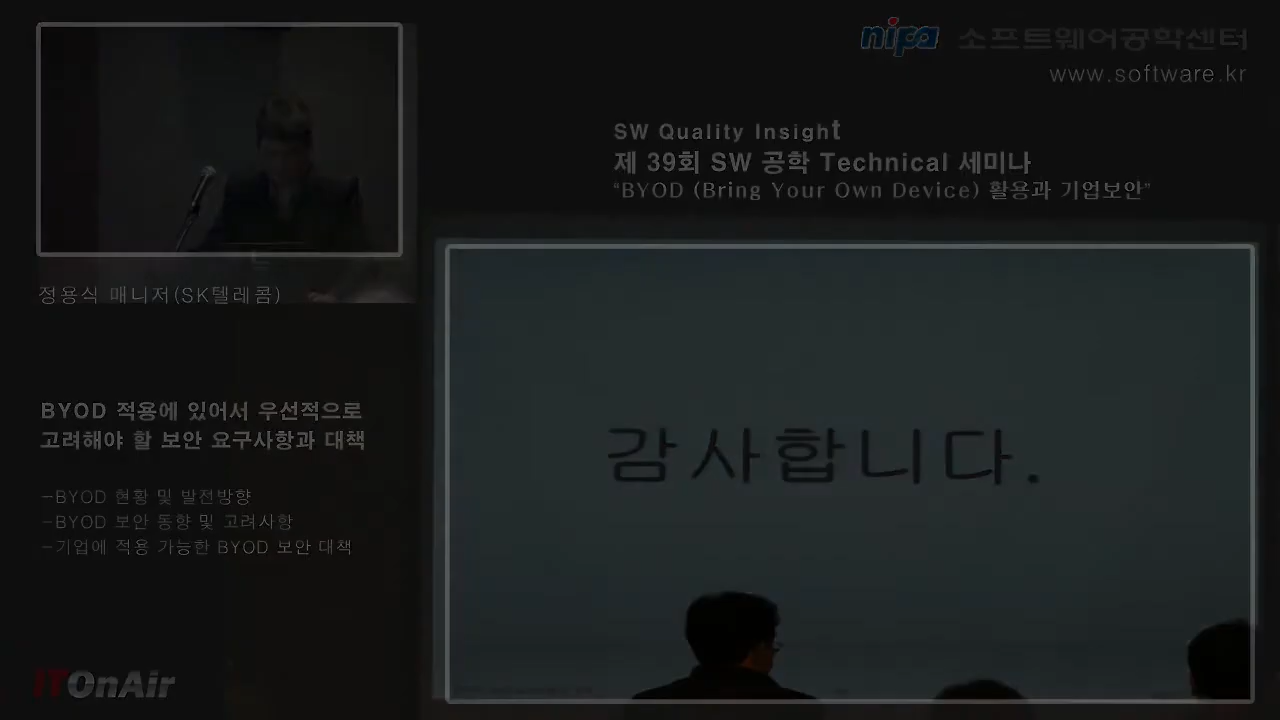 nipa 소프트웨어공학센터
www.software.kr
SW Quality Insight
제 39회 SW 공학 Technical 세미나
“BYOD (Bring Your Own Device) 활용과 기업보안”
정용식 매니저(SK텔레콤)
BYOD 적용에 있어서 우선적으로
고려해야 할 보안 요구사항과 대책
-BYOD 현황 및 발전방향
-BYOD 보안 동향 및 고려사항
-기업에 적용 가능한 BYOD 보안 대책
감사합니다.
ITOnAir